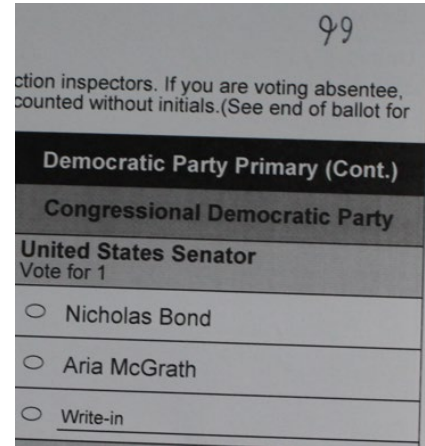 99
ction inspectors. If you are voting absentee,
counted without initials.(See end of ballot for
Democratic Party Primary (Cont.)
Congressional Democratic Party
United States Senator
Vote for 1
Nicholas Bond
Aria McGrath
Write-in